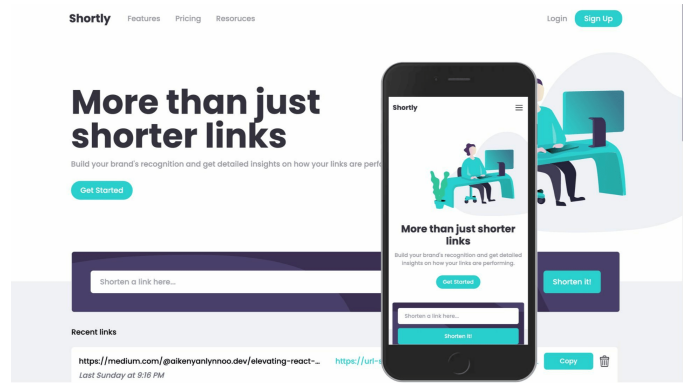 Shortly Features Pricing Resoruces Login Sign Up
More than just
shorter links
Build your brand's recognition and get detailed insights on how your links are perfo
Get Started
Shorten a link here...
Shorten it!
Recent links
https://medium.com/@aikenyanlynnoo.dev/elevating-react-... https://url-s
Copy
Last Sunday at 9:16 PM
Shortly
More than just shorter
links
Build your brand's recognition and get detailed
insights on how your links are performing.
Get Started
Shorten a link here...
Shorten it!